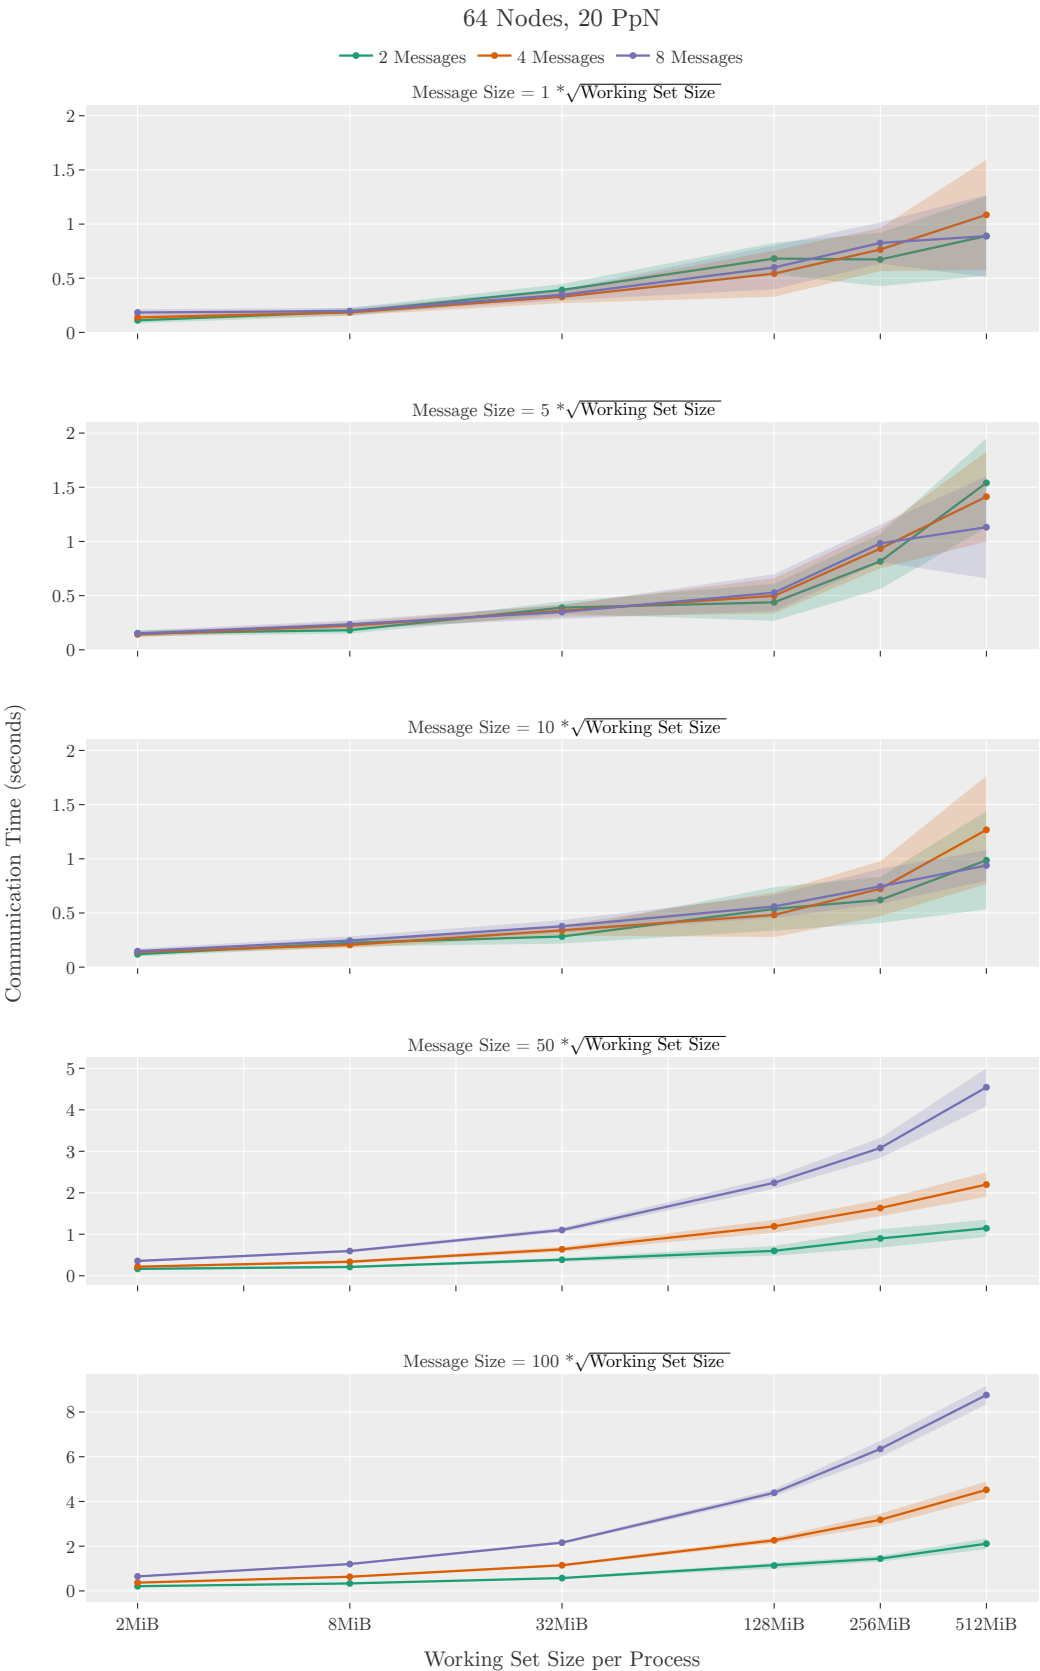 64 Nodes, 20 PpN
2 Messages 4 Messages 8 Messages
Message Size = 1 *√Working Set Size
2
1.5
1
0.5
0
Message Size = 5 *√Working Set Size
2
1.5
1
0.5
0
Communication Time (seconds)
Message Size = 10 *√Working Set Size
2
1.5
1
0.5
0
Message Size = 50 *√Working Set Size
5
4
3
2
1
0
Message Size = 100 *√Working Set Size
8
6
4
2
0
2MiB 8MiB 32MiB 128MiB 256MiB 512MiB
Working Set Size per Process